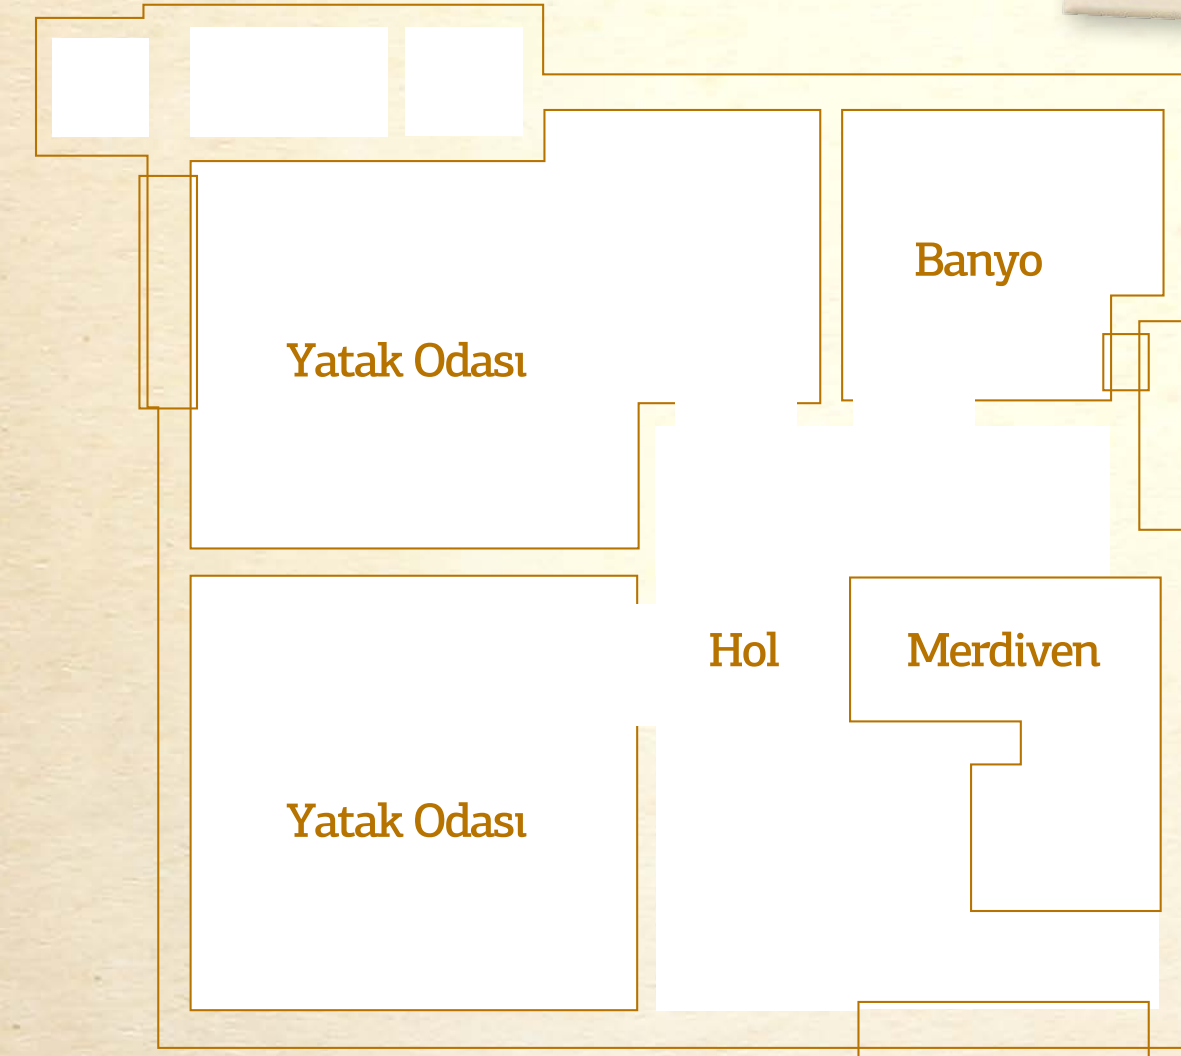 Banyo
Yatak Odası
Hol
Merdiven
Yatak Odası